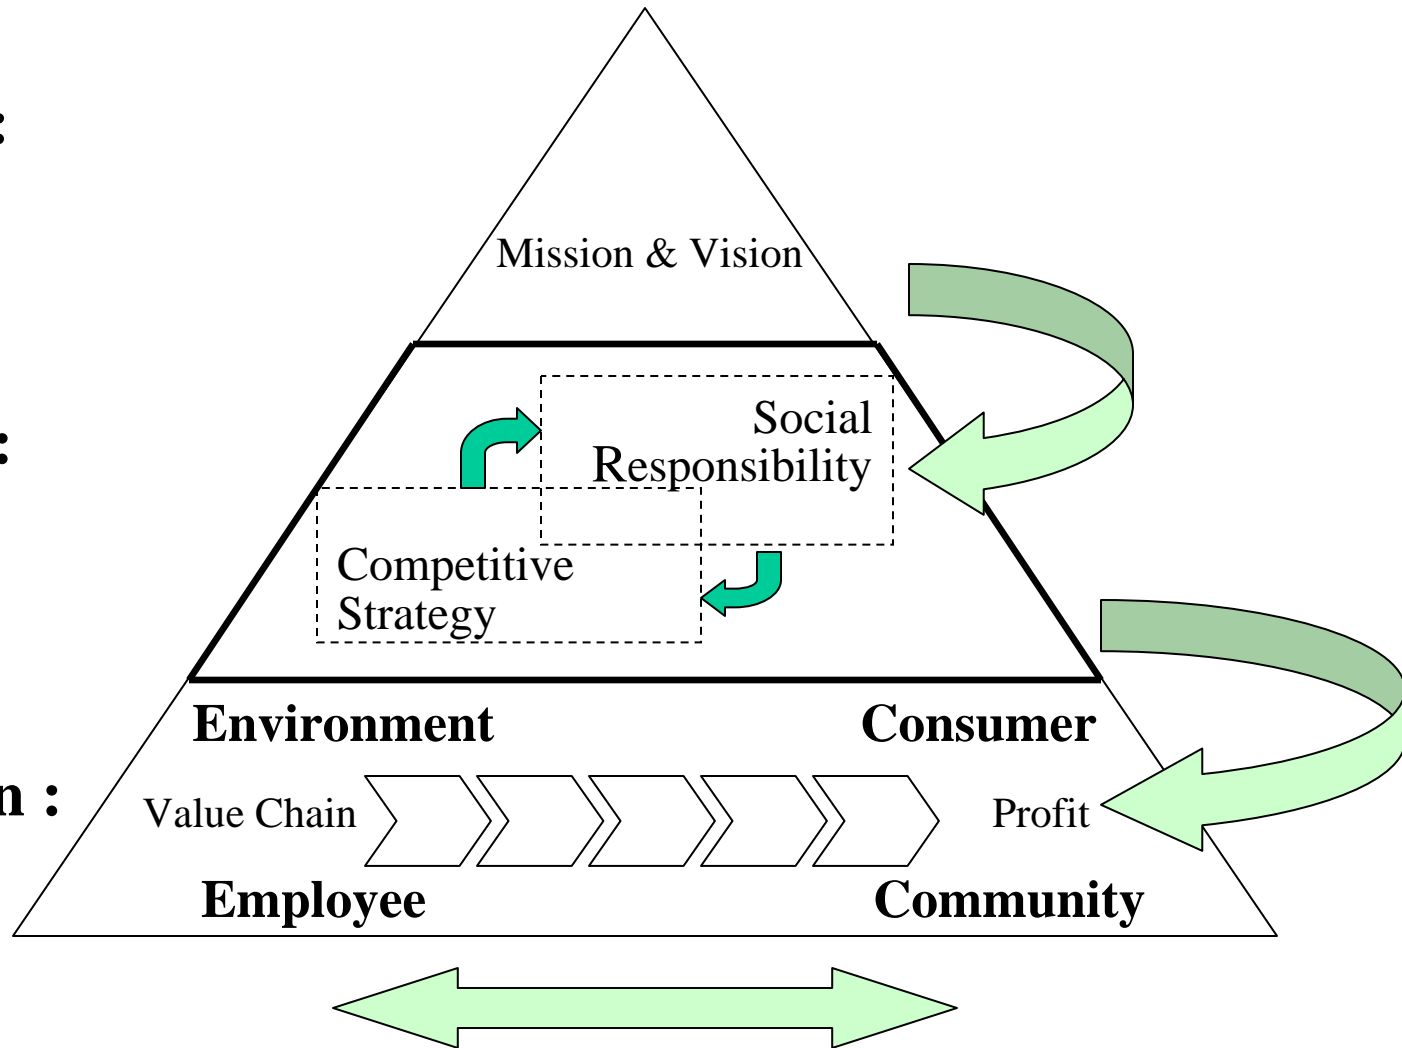 :
Mission & Vision
:
Social
Responsibility
Competitive
Strategy
Environment Consumer
n :
Value Chain Profit
Employee Community